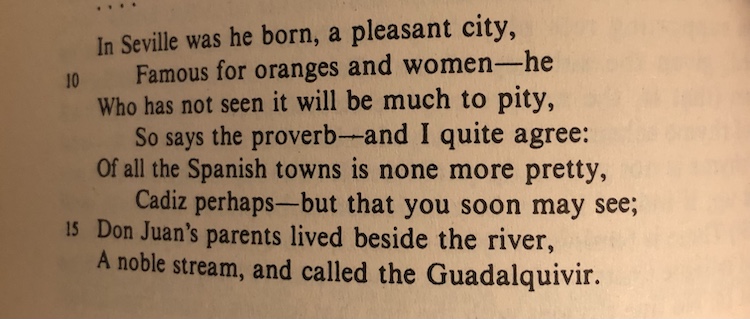 ....
In Seville was he born, a pleasant city,
10 Famous for oranges and women—he
Who has not seen it will be much to pity,
So says the proverb—and I quite agree:
Of all the Spanish towns is none more pretty,
Cadiz perhaps—but that you soon may see;
15 Don Juan's parents lived beside the river,
A noble stream, and called the Guadalquivir.